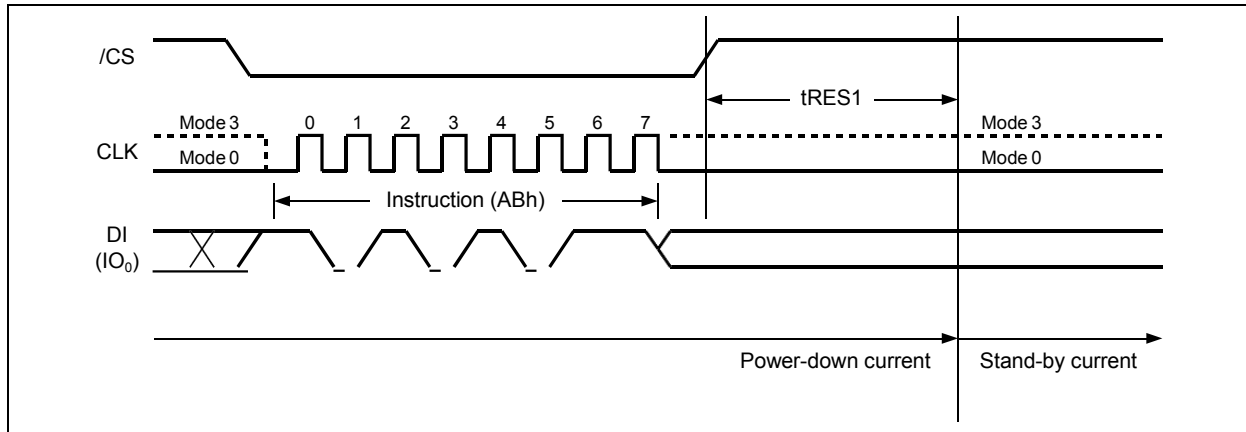 /CS
tRES1
Mode 3 0 1 2 3 4 5 6 7 Mode 3
CLK
Mode 0 Mode 0
Instruction (ABh)
DI
(IO₀)
Power-down current Stand-by current